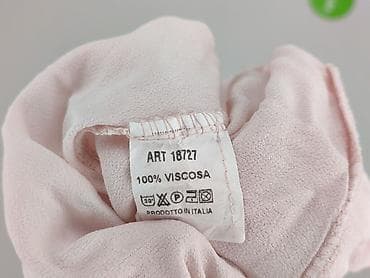 ART 18727
100% VISCOSA
PRODOTTO IN ITALIA